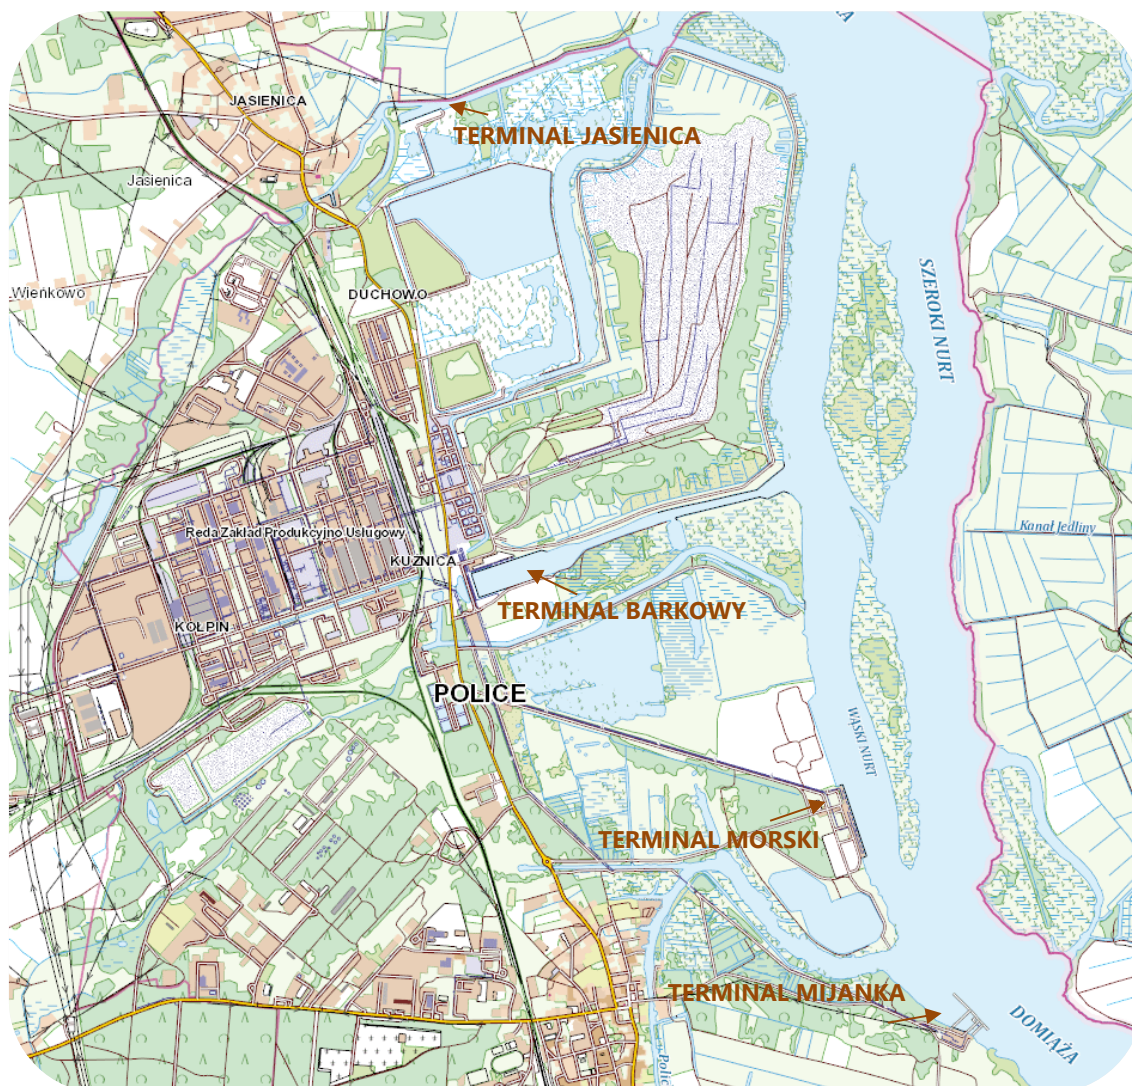 JASIENICA
TERMINAL JASIENICA
Jasienica
Wieńkowo
DUCHOWO
SZEROKI NURT
Kanał Jedliny
Reda Zakład Produkcyjno Usługowy
KUŹNICA
TERMINAL BARKOWY
KOŁPIN
POLICE
WĄSKI NURT
TERMINAL MORSKI
TERMINAL MIJANKA
DOMIĄŻA